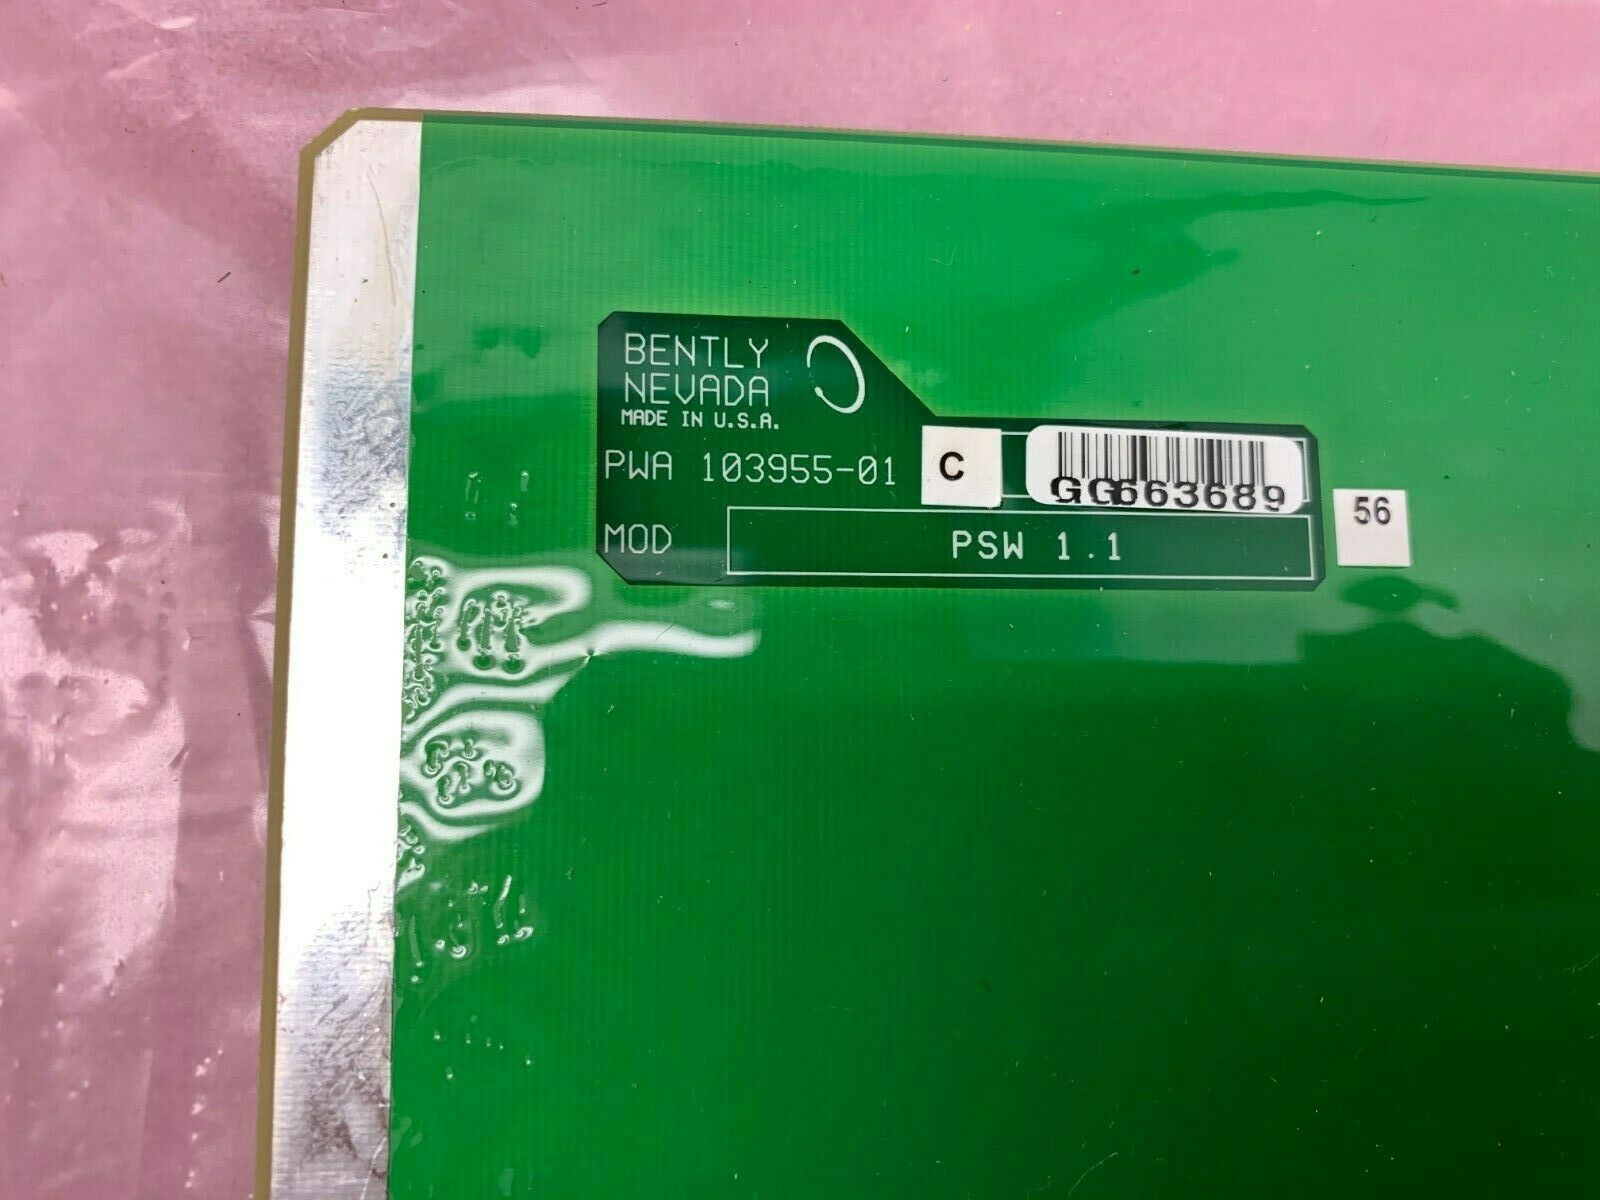 BENTLY
NEVADA
MADE IN U.S.A.
PWA 103955-01 C GG663689
56
MOD PSW 1.1